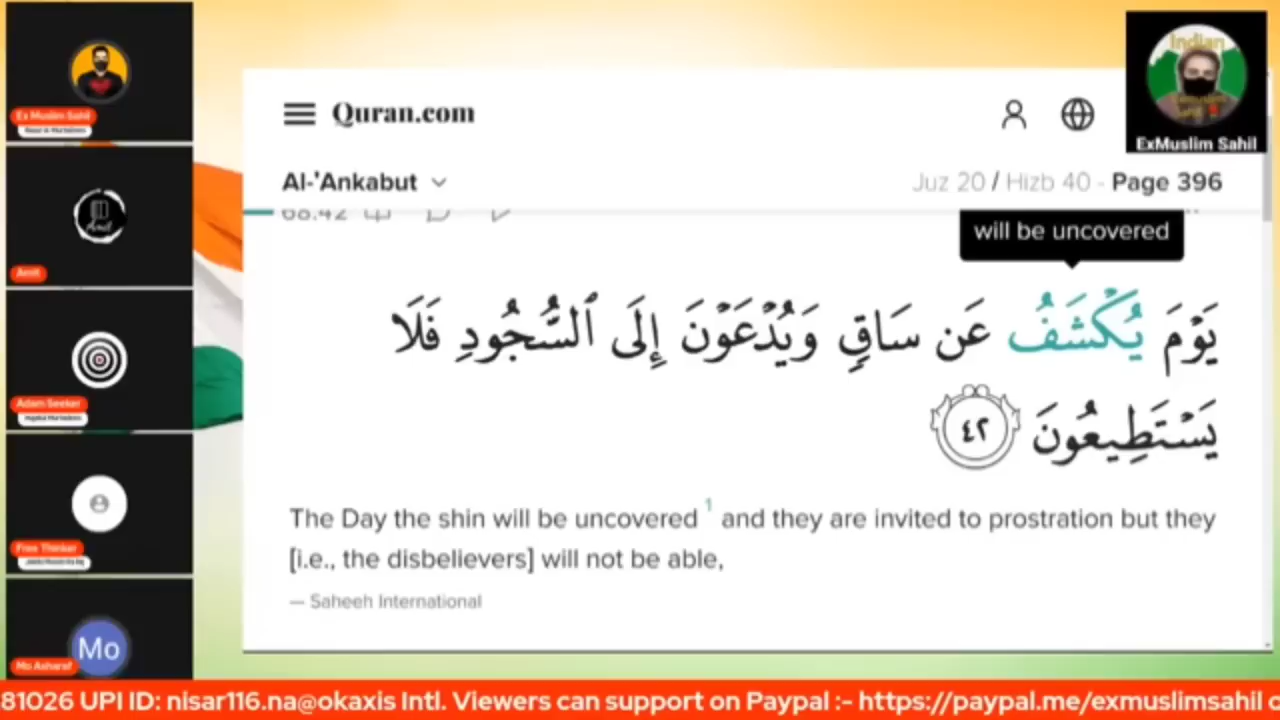 Ex Muslim Sahil
Amil
Adam Seeker
Free Thinker
Mo
Mo Asharaf
Quran.com
Indian
ExMuslim Sahil
Al-'Ankabut
Juz 20 / Hizb 40 - Page 396
68:42
will be uncovered
يَوْمَ يُكْشَفُ عَن سَاقٍ وَيُدْعَوْنَ إِلَى ٱلسُّجُودِ فَلَا
يَسْتَطِيعُونَ ٤٢
The Day the shin will be uncovered 1 and they are invited to prostration but they
[i.e., the disbelievers] will not be able,
— Saheeh International
81026 UPI ID: nisar116.na@okaxis Intl. Viewers can support on Paypal :- https://paypal.me/exmuslimsahil